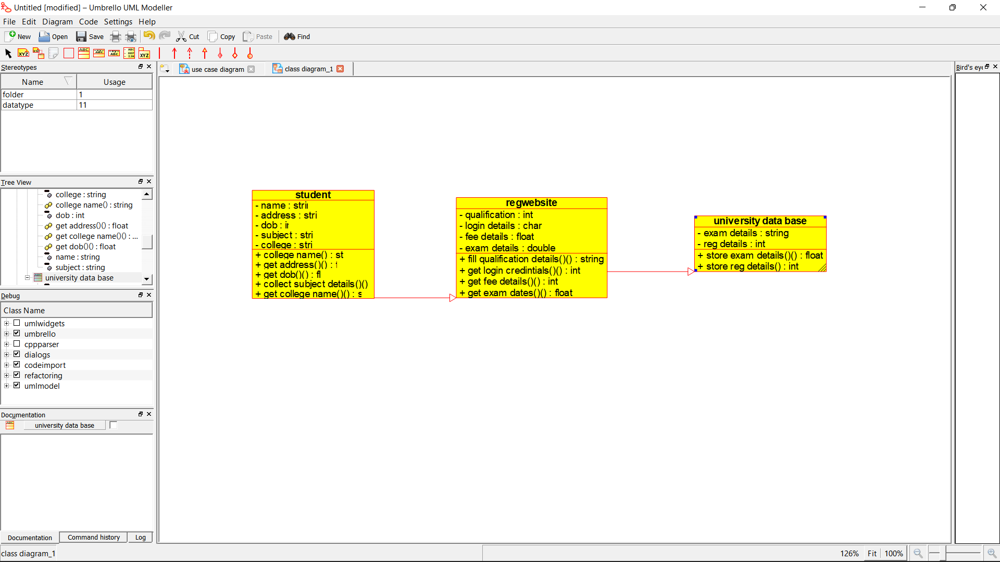 Untitled [modified] – Umbrello UML Modeller
File Edit Diagram Code Settings Help
New Open Save Cut Copy Paste Find
Stereotypes
Name Usage
folder 1
datatype 11
Tree View
college : string
college name() : string
dob : int
get address()() : float
get college name()() : ...
get dob()() : float
name : string
subject : string
university data base
Debug
Class Name
umlwidgets
umbrello
cppparser
dialogs
codeimport
refactoring
umlmodel
Documentation
university data base
Documentation Command history Log
class diagram_1
use case diagram
class diagram_1
student
- name : stri
- address : stri
- dob : i
- subject : stri
- college : stri
+ college name() : st
+ get address()() :
+ get dob()() : fl
+ collect subject details()()
+ get college name()() : s
regwebsite
- qualification : int
- login details : char
- fee details : float
- exam details : double
+ fill qualification details()() : string
+ get login credintials()() : int
+ get fee details()() : int
+ get exam dates()() : float
university data base
- exam details : string
- reg details : int
+ store exam details()() : float
+ store reg details() : int
Bird's eye
126% Fit 100%